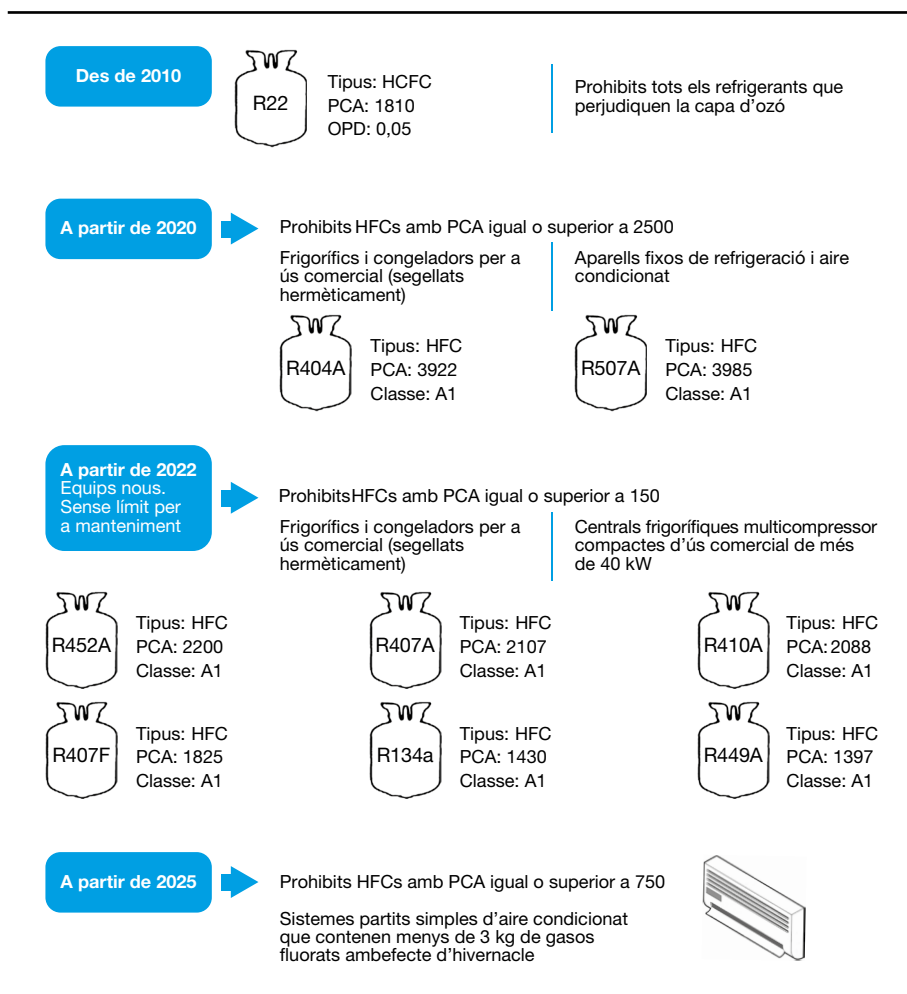 Des de 2010
R22
Tipus: HCFC
PCA: 1810
OPD: 0,05
Prohibits tots els refrigerants que
perjudiquen la capa d'ozó
A partir de 2020
Prohibits HFCs amb PCA igual o superior a 2500
Frigorífics i congeladors per a
ús comercial (segellats
hermèticament)
Aparells fixos de refrigeració i aire
condicionat
R404A
Tipus: HFC
PCA: 3922
Classe: A1
R507A
Tipus: HFC
PCA: 3985
Classe: A1
A partir de 2022
Equips nous.
Sense límit per
a manteniment
ProhibitsHFCs amb PCA igual o superior a 150
Frigorífics i congeladors per a
ús comercial (segellats
hermèticament)
Centrals frigorífiques multicompressor
compactes d'ús comercial de més
de 40 kW
R452A
Tipus: HFC
PCA: 2200
Classe: A1
R407A
Tipus: HFC
PCA: 2107
Classe: A1
R410A
Tipus: HFC
PCA: 2088
Classe: A1
R407F
Tipus: HFC
PCA: 1825
Classe: A1
R134a
Tipus: HFC
PCA: 1430
Classe: A1
R449A
Tipus: HFC
PCA: 1397
Classe: A1
A partir de 2025
Prohibits HFCs amb PCA igual o superior a 750
Sistemes partits simples d'aire condicionat
que contenen menys de 3 kg de gasos
fluorats ambefecte d'hivernacle